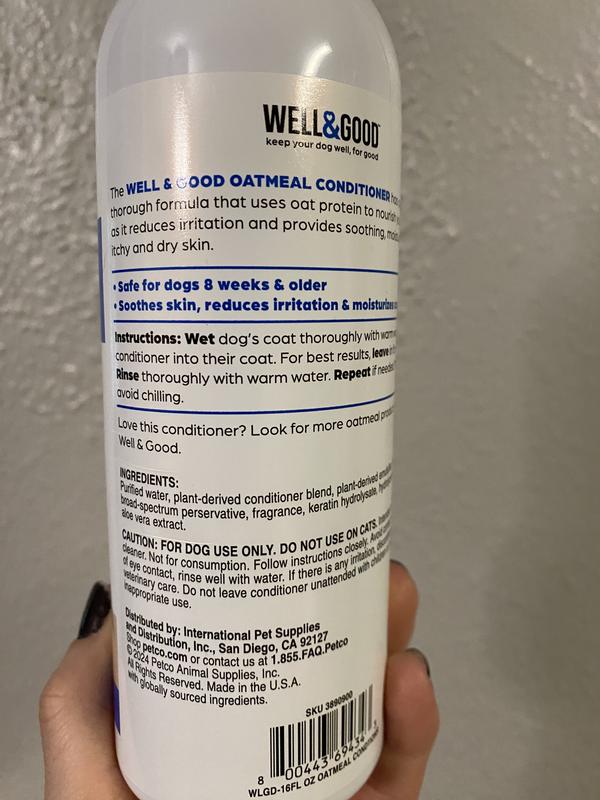 WELL&GOOD™
keep your dog well, for good
The WELL & GOOD OATMEAL CONDITIONER
thorough formula that uses oat protein to nourish
as it reduces irritation and provides soothing,
itchy and dry skin.
• Safe for dogs 8 weeks & older
• Soothes skin, reduces irritation & moisturizes
Instructions: Wet dog's coat thoroughly with warm
conditioner into their coat. For best results, leave
Rinse thoroughly with warm water. Repeat if needed
avoid chilling.
Love this conditioner? Look for more oatmeal
Well & Good.
INGREDIENTS:
Purified water, plant-derived conditioner blend, plant-derived
broad-spectrum perservative, fragrance, keratin hydrolysate,
aloe vera extract.
CAUTION: FOR DOG USE ONLY. DO NOT USE ON CATS.
cleaner. Not for consumption. Follow instructions closely.
of eye contact, rinse well with water. If there is any irritation,
veterinary care. Do not leave conditioner unattended with
inappropriate use.
Distributed by: International Pet Supplies
and Distribution, Inc., San Diego, CA 92127
Shop petco.com or contact us at 1.855.FAQ.Petco
© 2024 Petco Animal Supplies, Inc.
All Rights Reserved. Made in the U.S.A.
with globally sourced ingredients.
SKU 3890900
8 00443 69434 3
WLGD-16FL OZ OATMEAL CONDITIONER